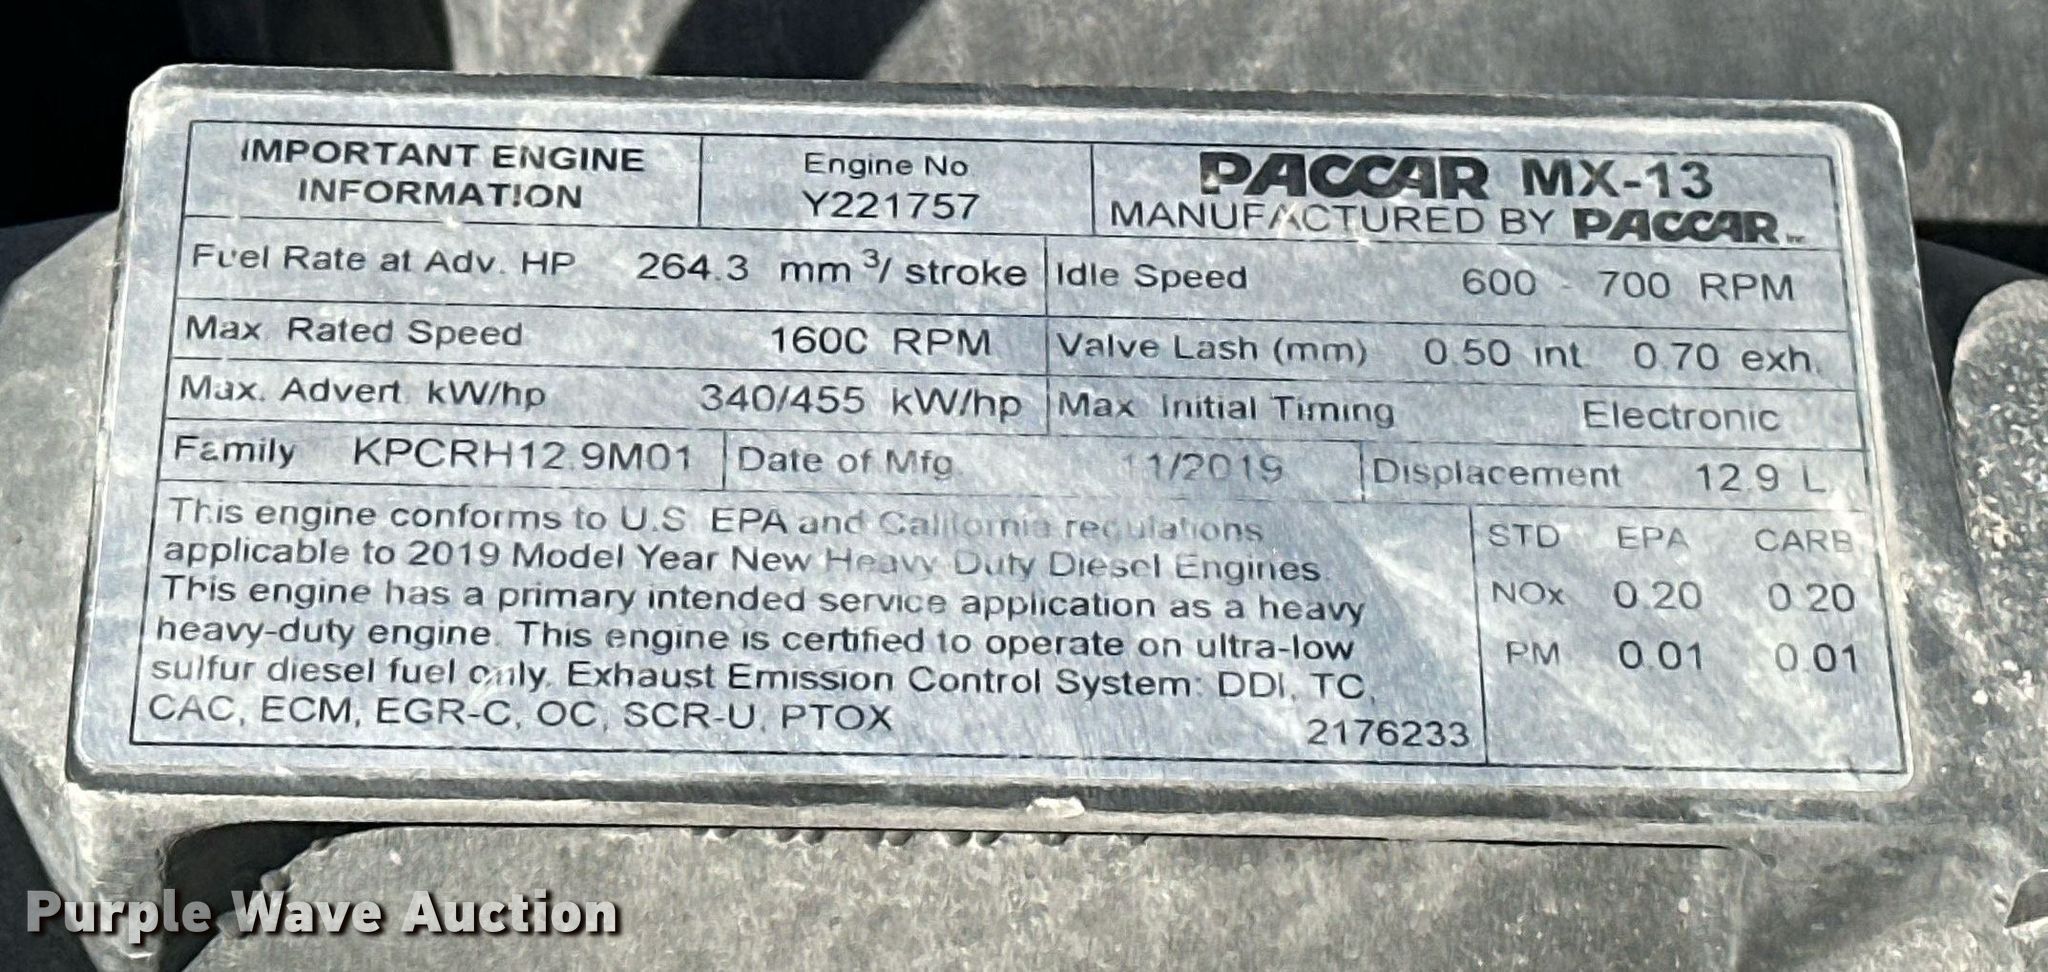 IMPORTANT ENGINE INFORMATION
Engine No Y221757
PACCAR MX-13
MANUFACTURED BY PACCAR
Fuel Rate at Adv. HP 264.3 mm³/ stroke
Idle Speed 600 - 700 RPM
Max. Rated Speed 1600 RPM
Valve Lash (mm) 0.50 int. 0.70 exh.
Max. Advert. kW/hp 340/455 kW/hp
Max Initial Timing Electronic
Family KPCRH12.9M01
Date of Mfg. 11/2019
Displacement 12.9 L
This engine conforms to U.S. EPA and California regulations
applicable to 2019 Model Year New Heavy Duty Diesel Engines.
This engine has a primary intended service application as a heavy
heavy-duty engine. This engine is certified to operate on ultra-low
sulfur diesel fuel only. Exhaust Emission Control System: DDI, TC,
CAC, ECM, EGR-C, OC, SCR-U, PTOX
2176233
STD EPA CARB
NOx 0.20 0.20
PM 0.01 0.01
Purple Wave Auction